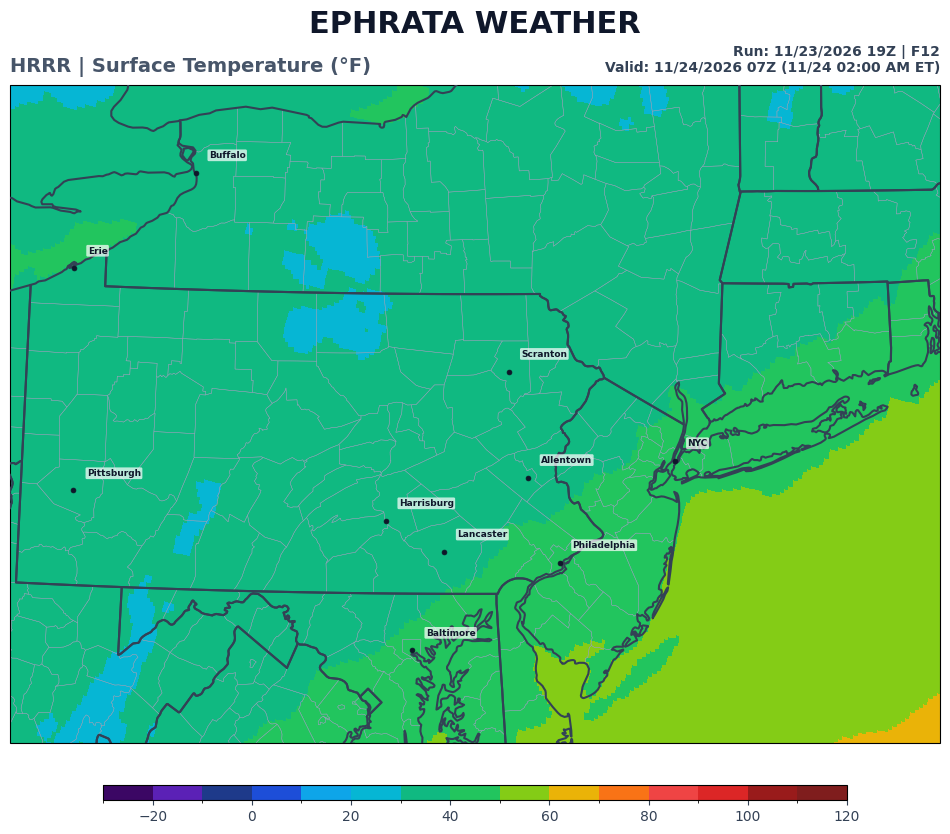 EPHRATA WEATHER
HRRR | Surface Temperature (°F)
Run: 11/23/2026 19Z | F12
Valid: 11/24/2026 07Z (11/24 02:00 AM ET)
Buffalo
Erie
Scranton
NYC
Allentown
Pittsburgh
Harrisburg
Lancaster
Philadelphia
Baltimore
−20 0 20 40 60 80 100 120